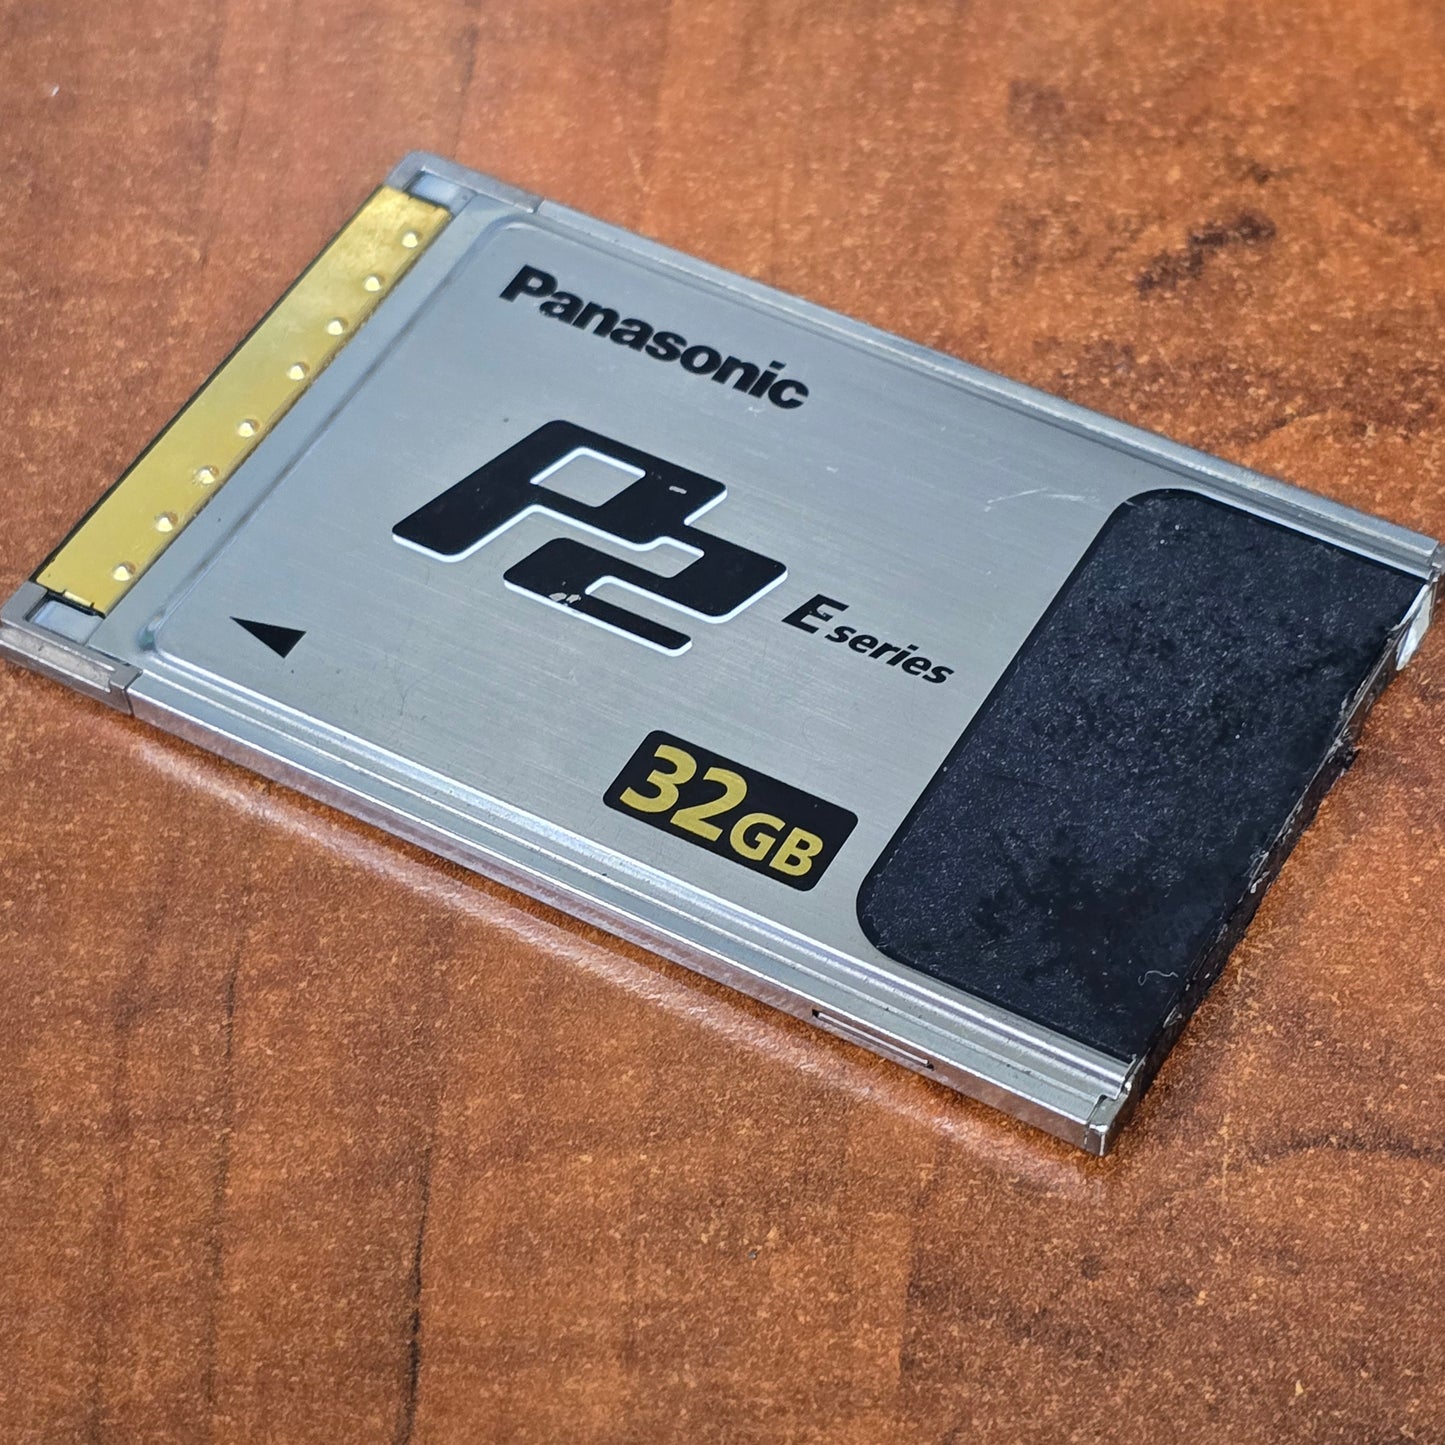 Panasonic
P2
E series
32GB